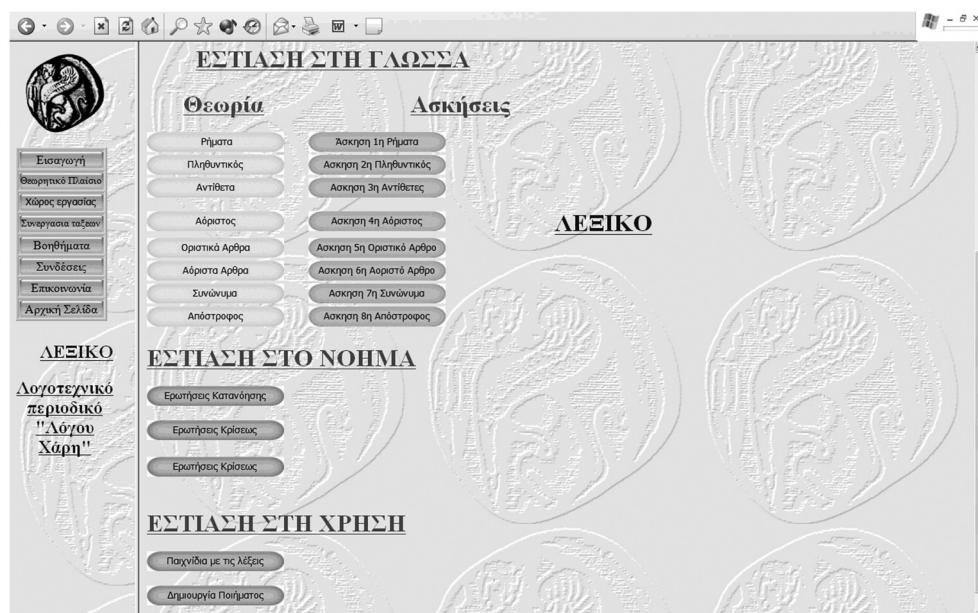 Εισαγωγή
Θεωρητικό Πλαίσιο
Χώρος εργασίας
Συνεργασια ταξεων
Βοηθήματα
Συνδέσεις
Επικοινωνία
Αρχική Σελίδα
ΛΕΞΙΚΟ
Λογοτεχνικό
περιοδικό
"Λόγου
Χάρη"
ΕΣΤΙΑΣΗ ΣΤΗ ΓΛΩΣΣΑ
Θεωρία Ασκήσεις
Ρήματα Άσκηση 1η Ρήματα
Πληθυντικός Ασκηση 2η Πληθυντικός
Αντίθετα Ασκηση 3η Αντίθετες
Αόριστος Ασκηση 4η Αόριστος
ΛΕΞΙΚΟ
Οριστικά Αρθρα Ασκηση 5η Οριστικό Αρθρο
Αόριστα Αρθρα Ασκηση 6η Αοριστό Αρθρο
Συνώνυμα Ασκηση 7η Συνώνυμα
Απόστροφος Ασκηση 8η Απόστροφος
ΕΣΤΙΑΣΗ ΣΤΟ ΝΟΗΜΑ
Ερωτήσεις Κατανόησης
Ερωτήσεις Κρίσεως
Ερωτήσεις Κρίσεως
ΕΣΤΙΑΣΗ ΣΤΗ ΧΡΗΣΗ
Παιχνίδια με τις λέξεις
Δημιουργία Ποιήματος